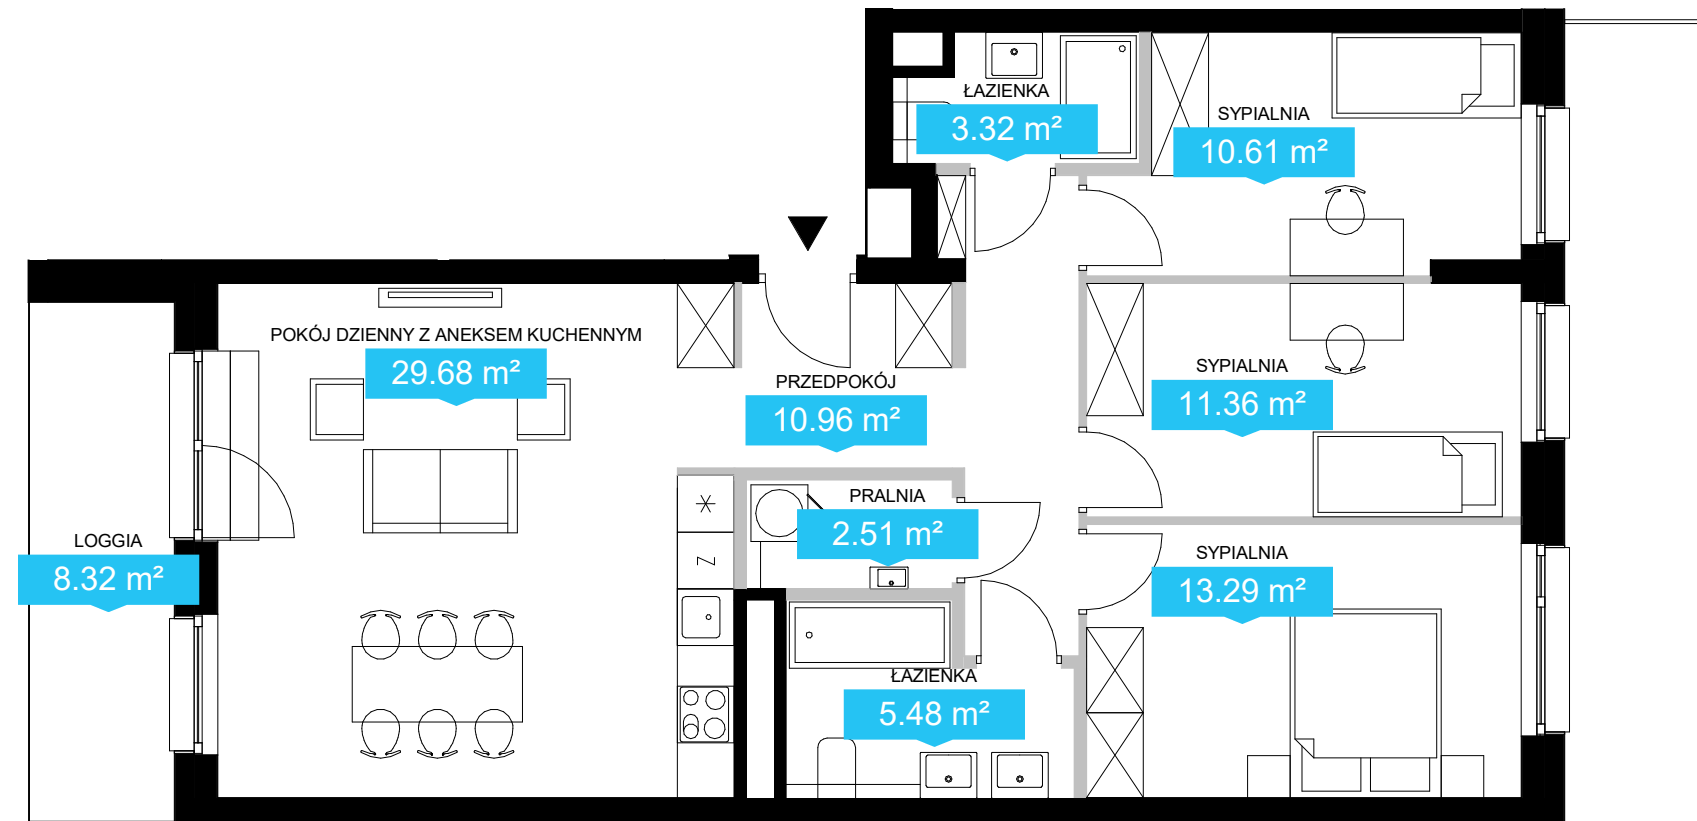 ŁAZIENKA
3.32 m²
SYPIALNIA
10.61 m²
POKÓJ DZIENNY Z ANEKSEM KUCHENNYM
29.68 m²
PRZEDPOKÓJ
10.96 m²
SYPIALNIA
11.36 m²
PRALNIA
2.51 m²
LOGGIA
8.32 m²
SYPIALNIA
13.29 m²
Z
ŁAZIENKA
5.48 m²